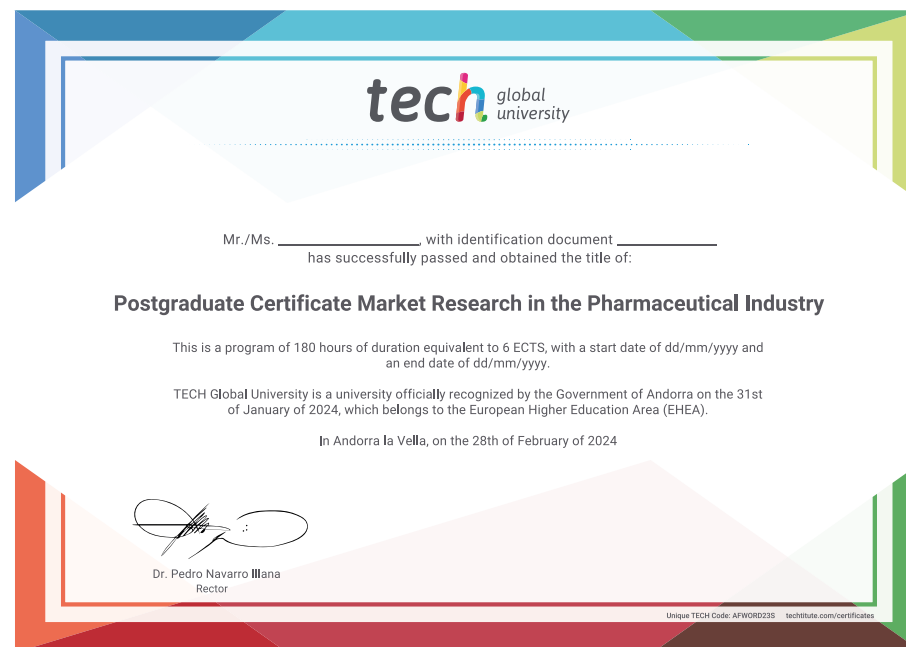 tech global
university
Mr./Ms. __________________, with identification document _____________
has successfully passed and obtained the title of:
Postgraduate Certificate Market Research in the Pharmaceutical Industry
This is a program of 180 hours of duration equivalent to 6 ECTS, with a start date of dd/mm/yyyy and
an end date of dd/mm/yyyy.
TECH Global University is a university officially recognized by the Government of Andorra on the 31st
of January of 2024, which belongs to the European Higher Education Area (EHEA).
In Andorra la Vella, on the 28th of February of 2024
Dr. Pedro Navarro Illana
Rector
Unique TECH Code: AFWORD23S techtitute.com/certificates